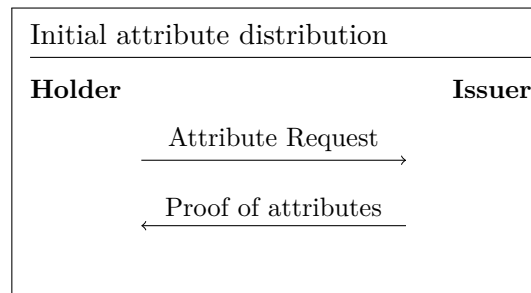 Initial attribute distribution
Holder Issuer
Attribute Request
Proof of attributes